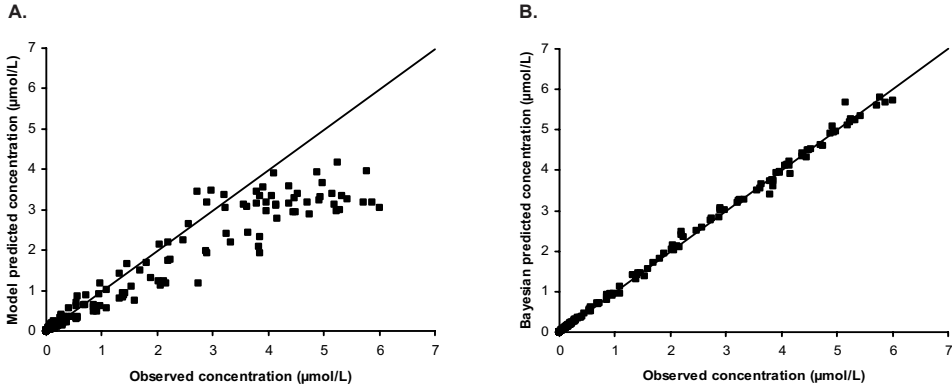 A.
B.
Model predicted concentration (µmol/L)
7
6
5
4
3
2
1
0
0 1 2 3 4 5 6 7
Observed concentration (µmol/L)
Bayesian predicted concentration (µmol/L)
7
6
5
4
3
2
1
0
0 1 2 3 4 5 6 7
Observed concentration (µmol/L)